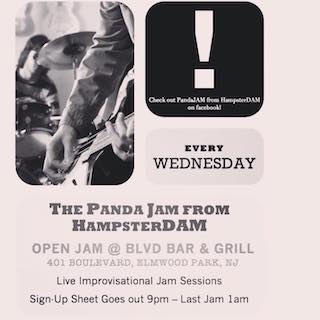 !
Check out PandaJAM from HampsterDAM
on facebook!
EVERY
WEDNESDAY
THE PANDA JAM FROM
HAMPSTERDAM
OPEN JAM @ BLVD BAR & GRILL
401 BOULEVARD, ELMWOOD PARK, NJ
Live Improvisational Jam Sessions
Sign-Up Sheet Goes out 9pm – Last Jam 1am